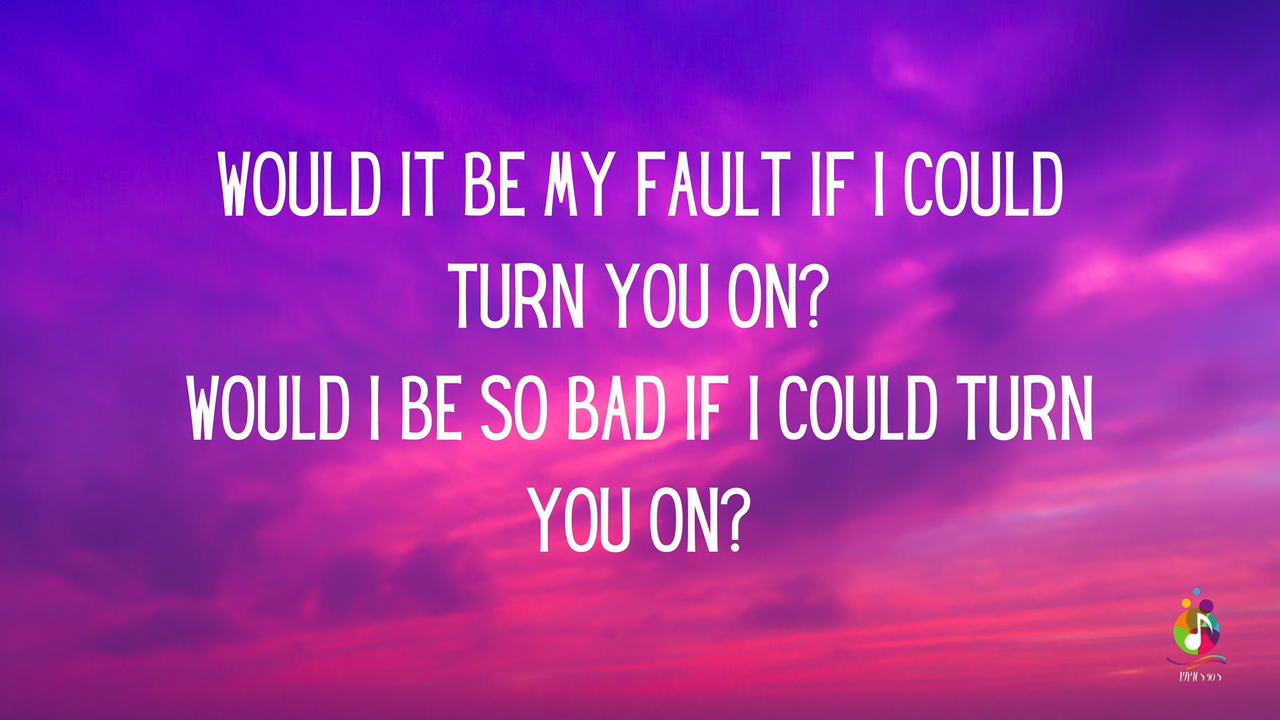 WOULD IT BE MY FAULT IF I COULD
TURN YOU ON?
WOULD I BE SO BAD IF I COULD TURN
YOU ON?